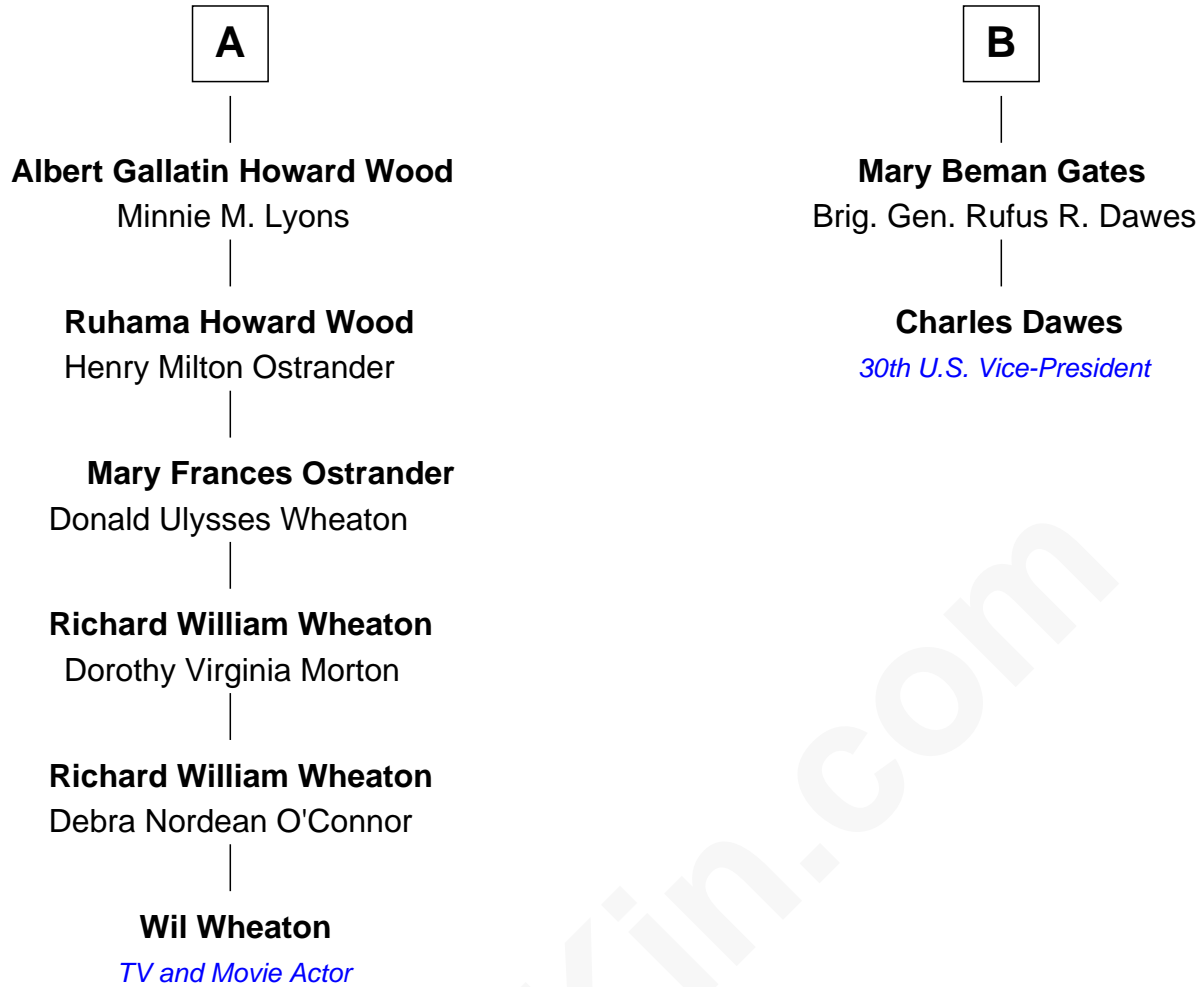 A
Albert Gallatin Howard Wood
Minnie M. Lyons
Ruhama Howard Wood
Henry Milton Ostrander
Mary Frances Ostrander
Donald Ulysses Wheaton
Richard William Wheaton
Dorothy Virginia Morton
Richard William Wheaton
Debra Nordean O'Connor
Wil Wheaton
TV and Movie Actor
B
Mary Beman Gates
Brig. Gen. Rufus R. Dawes
Charles Dawes
30th U.S. Vice-President
Kin.com